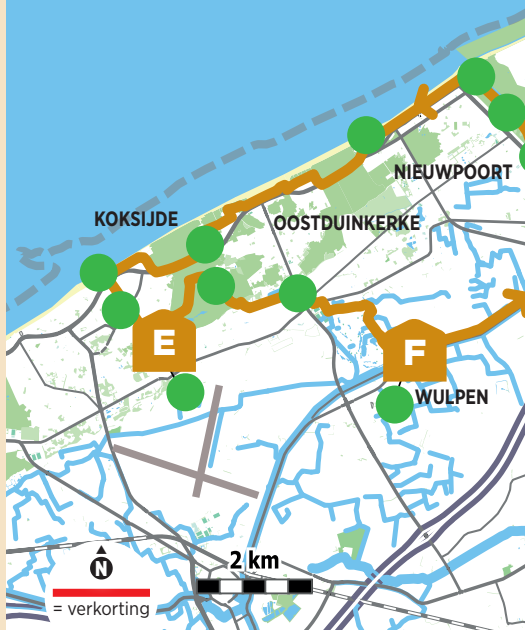 NIEUWPOORT
KOKSIJDE
OOSTDUINKERKE
E
F
WULPEN
2 km
N
= verkorting